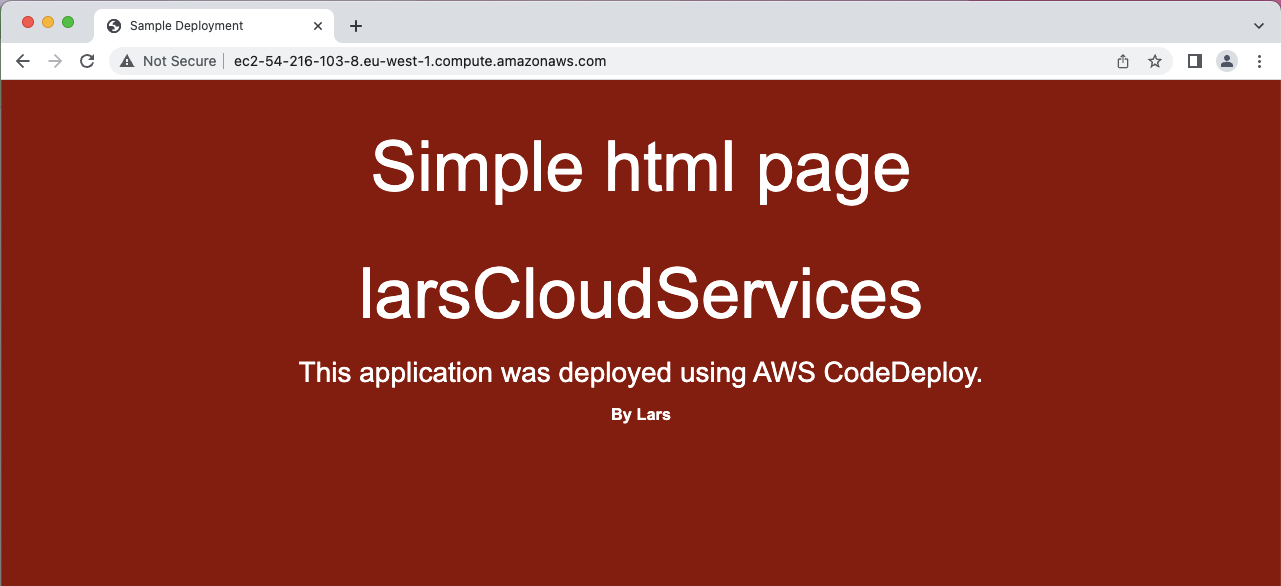 Sample Deployment
Not Secure ec2-54-216-103-8.eu-west-1.compute.amazonaws.com
Simple html page
larsCloudServices
This application was deployed using AWS CodeDeploy.
By Lars